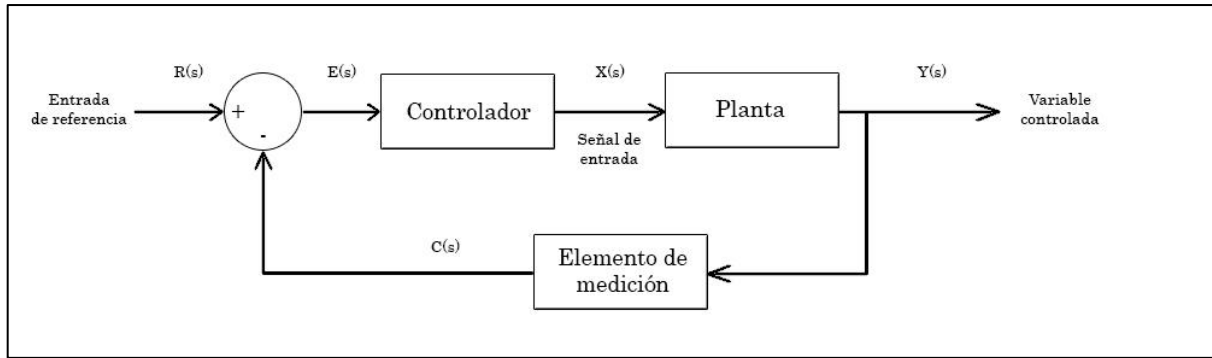 R(s)
E(s)
X(s)
Y(s)
Entrada
de referencia
+
-
Controlador
Señal de
entrada
Planta
Variable
controlada
C(s)
Elemento de
medición